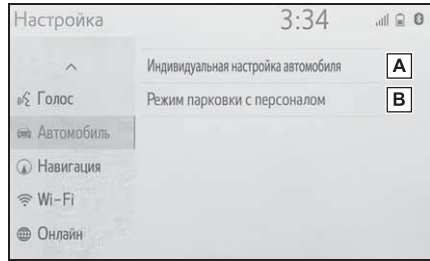 Настройка 3:34
Индивидуальная настройка автомобиля A
Режим парковки с персоналом B
Голос
Автомобиль
Навигация
Wi-Fi
Онлайн